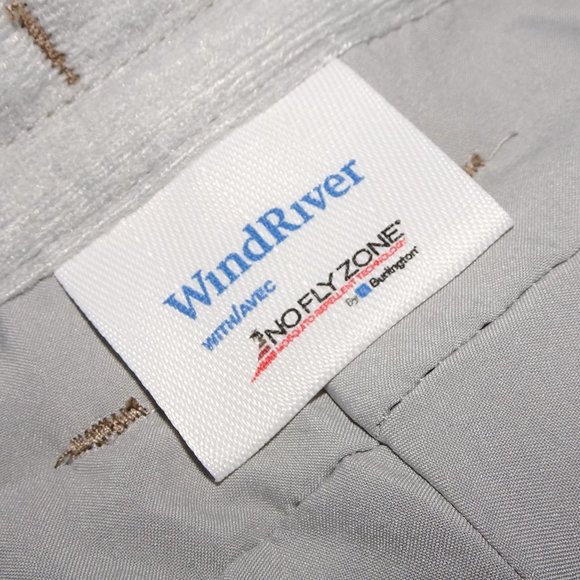 WINDRIVER
WITH/AVEC
NO FLY ZONE
MOSQUITO REPELLENT TECHNOLOGY
By Burlington